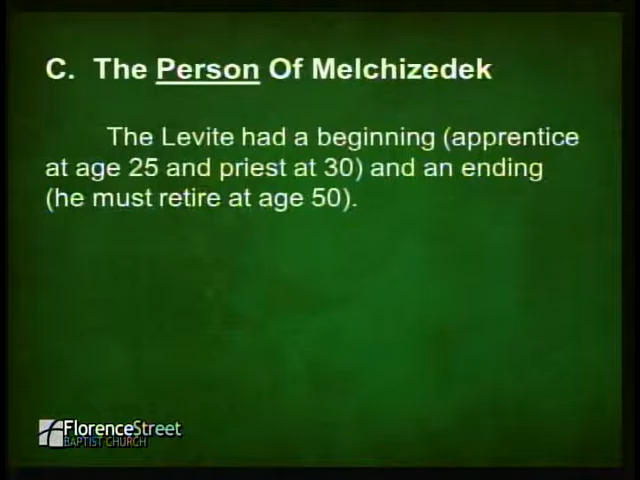 C. The Person Of Melchizedek
The Levite had a beginning (apprentice
at age 25 and priest at 30) and an ending
(he must retire at age 50).
FlorenceStreet
BAPTIST CHURCH